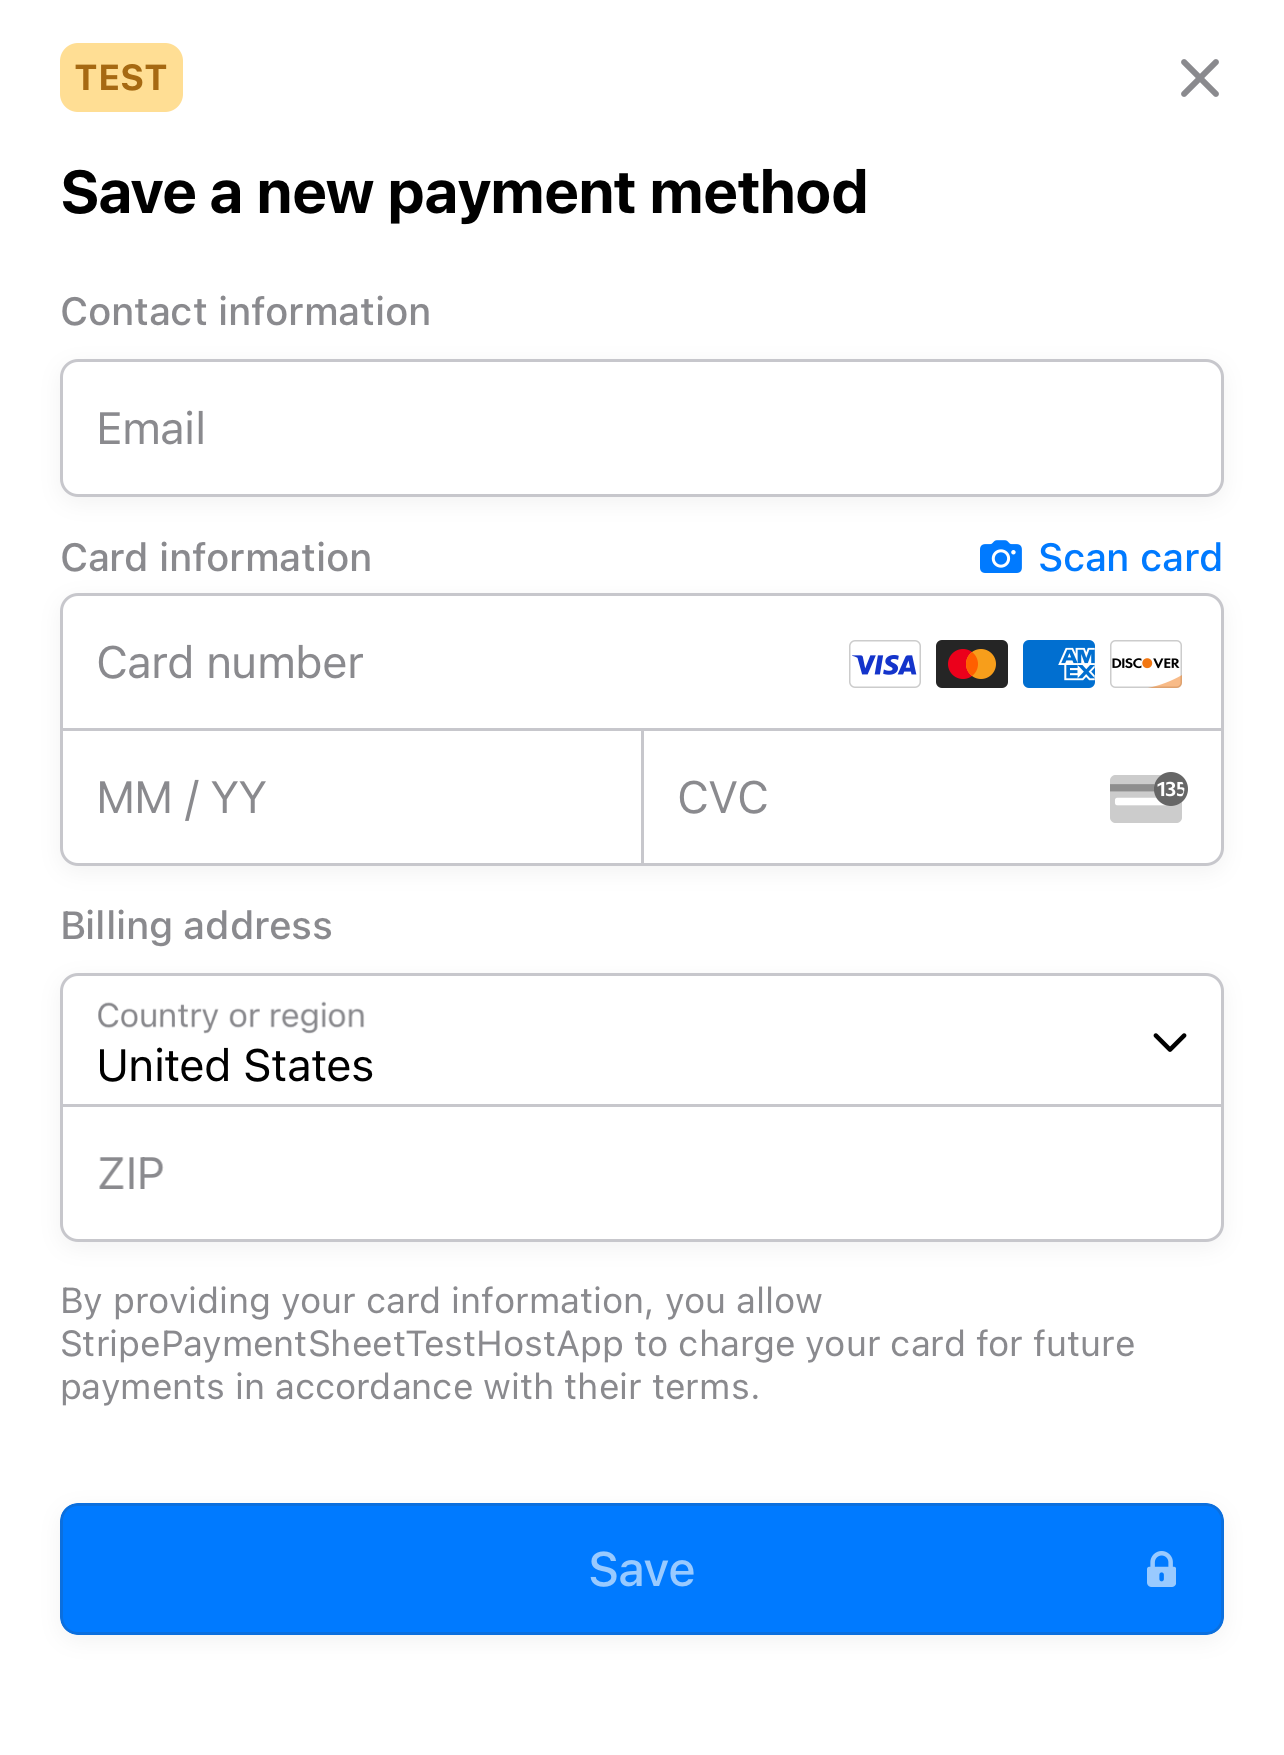 TEST
Save a new payment method
Contact information
Email
Card information
Scan card
Card number
VISA
AM
EX
DISCOVER
MM / YY
CVC
135
Billing address
Country or region
United States
ZIP
By providing your card information, you allow
StripePaymentSheetTestHostApp to charge your card for future
payments in accordance with their terms.
Save